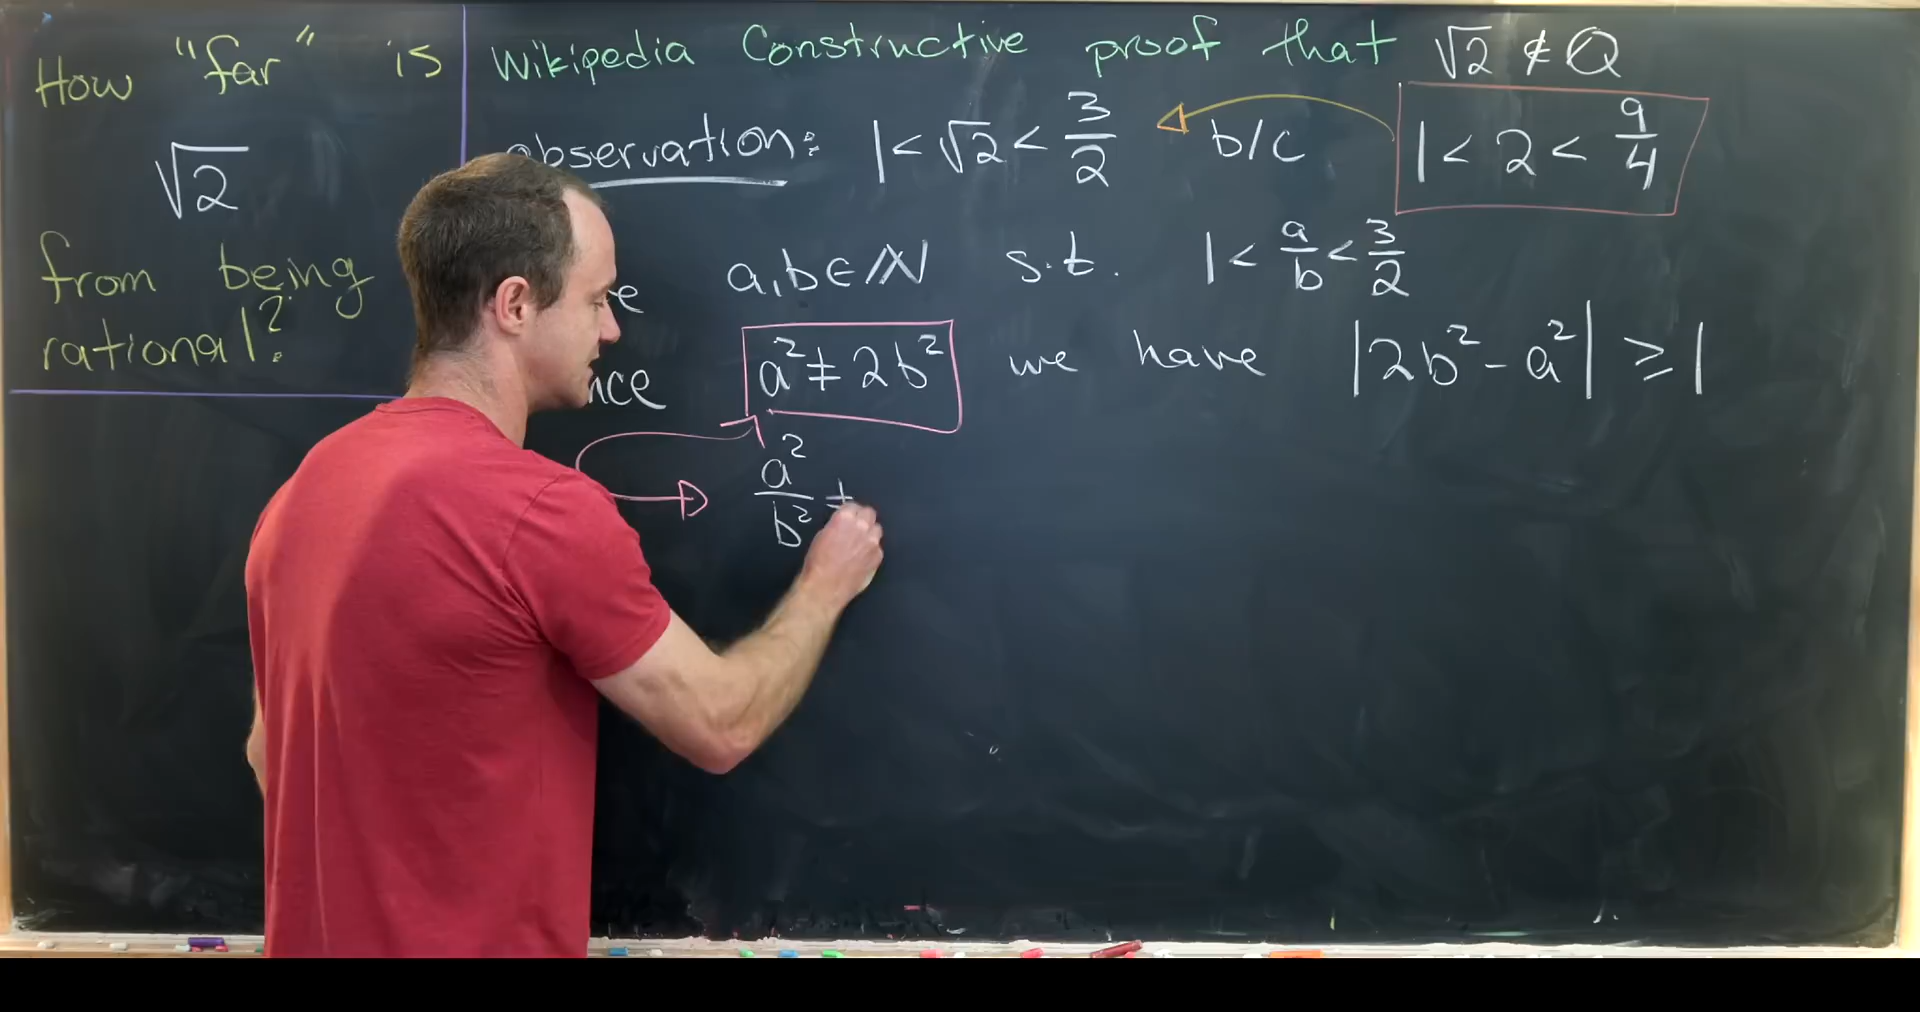 How "far" is
√2
from being
rational?
Wikipedia Constructive proof that √2 ∉ Q
observation: 1 < √2 < 3/2 b/c 1 < 2 < 9/4
a,b ∈ ℕ s.t. 1 < a/b < 3/2
a² ≠ 2b² we have |2b² - a²| ≥ 1
a²/b² ≠